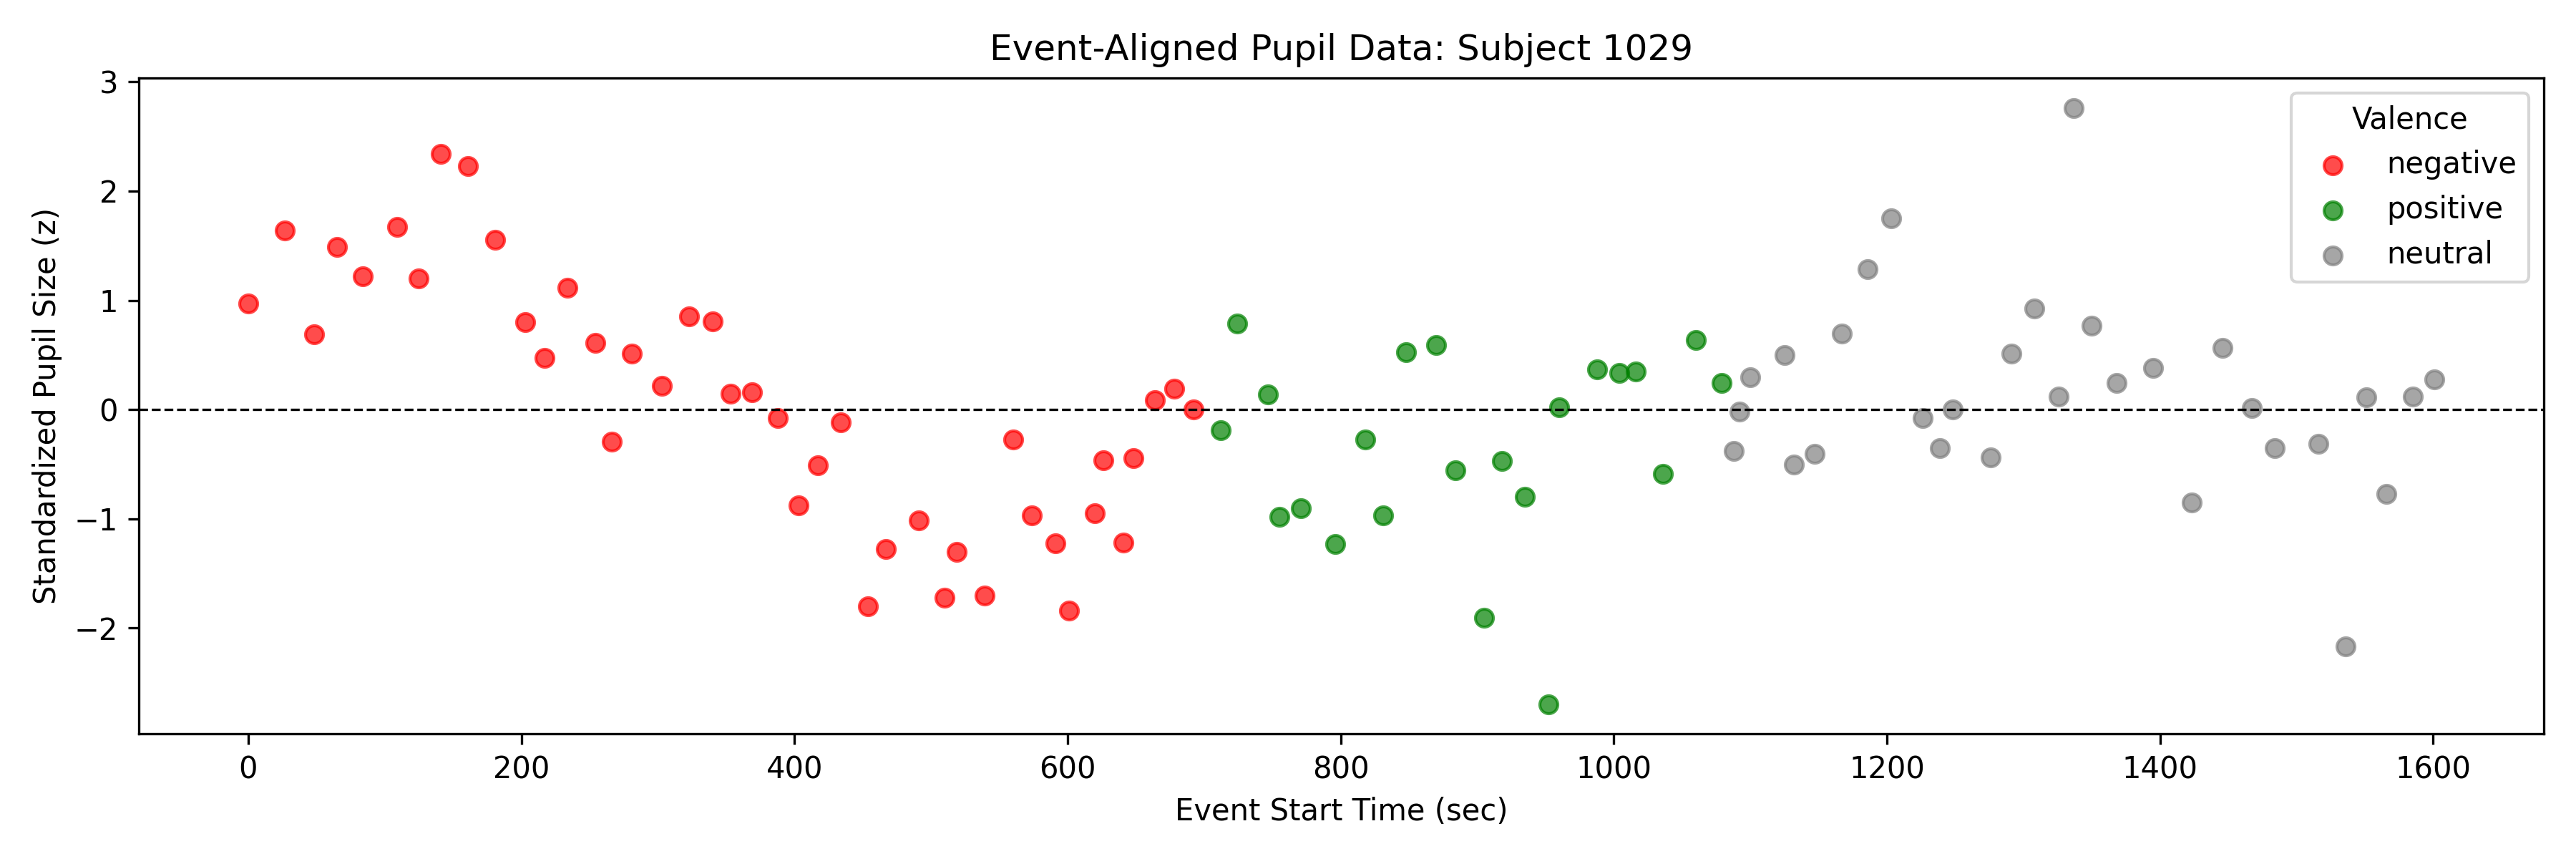 Event-Aligned Pupil Data: Subject 1029
Standardized Pupil Size (z)
3
2
1
0
−1
−2
Valence
negative
positive
neutral
0 200 400 600 800 1000 1200 1400 1600
Event Start Time (sec)